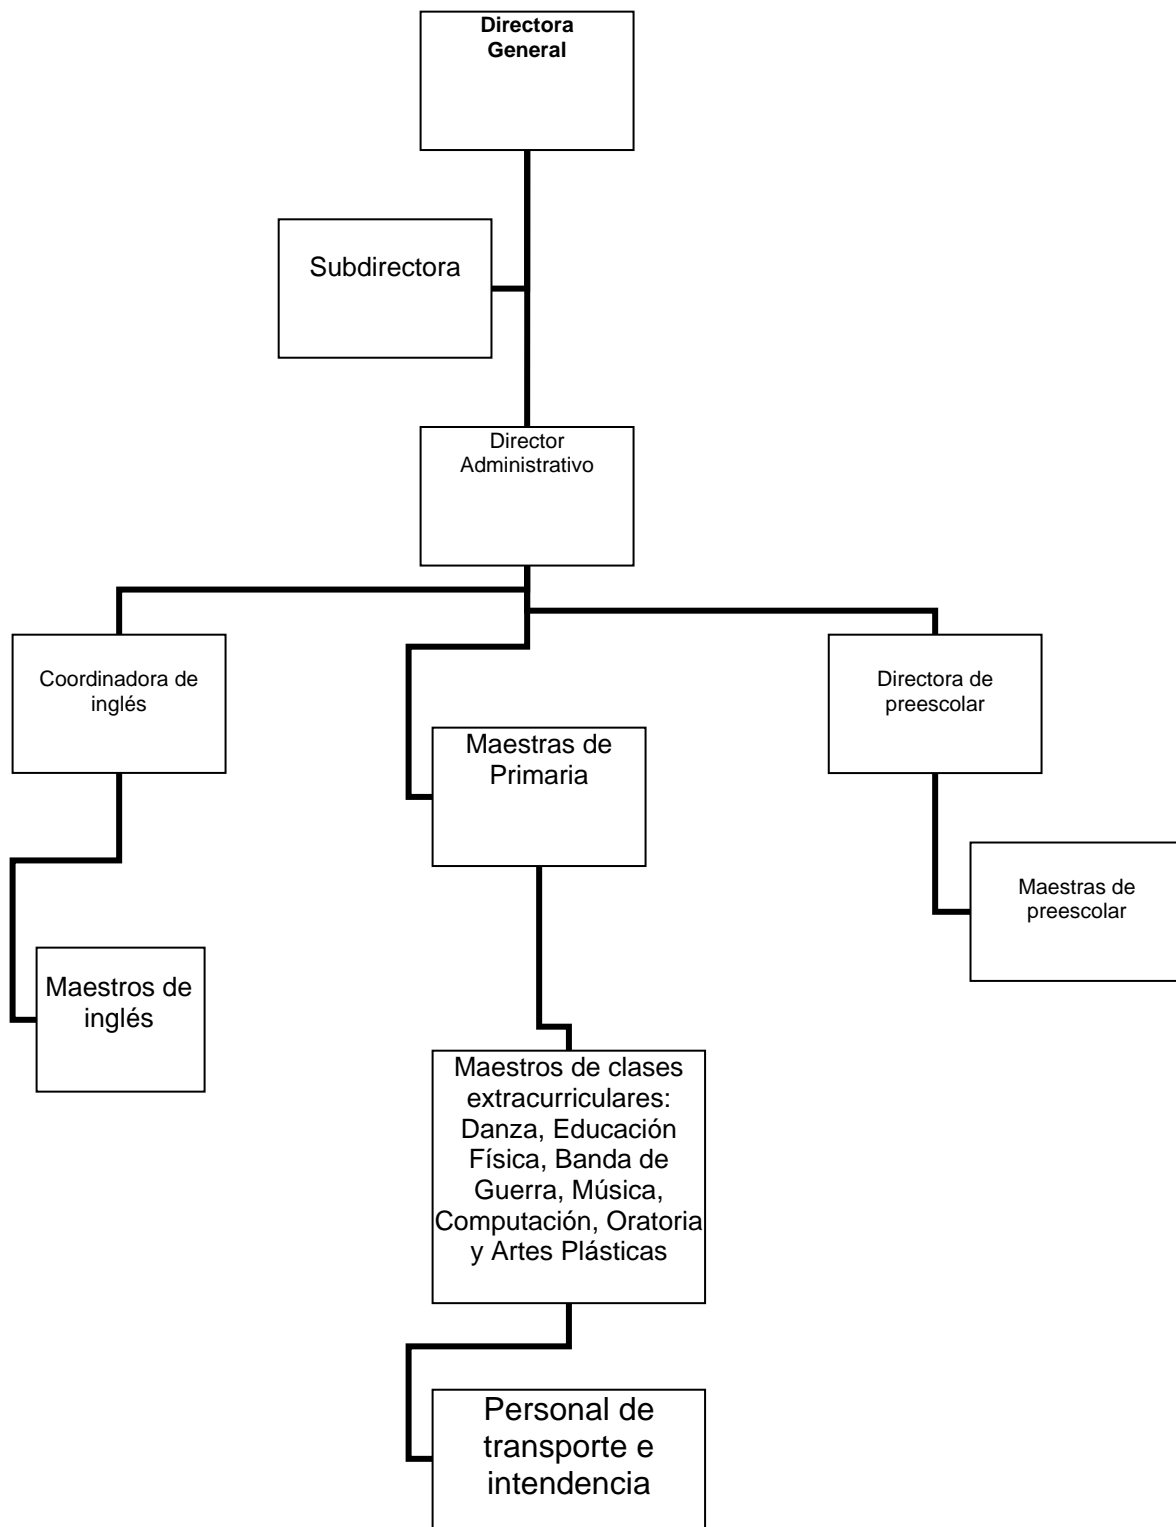 Directora
General
Subdirectora
Director
Administrativo
Coordinadora de
inglés
Directora de
preescolar
Maestras de
Primaria
Maestras de
preescolar
Maestros de
inglés
Maestros de clases
extracurriculares:
Danza, Educación
Física, Banda de
Guerra, Música,
Computación, Oratoria
y Artes Plásticas
Personal de
transporte e
intendencia